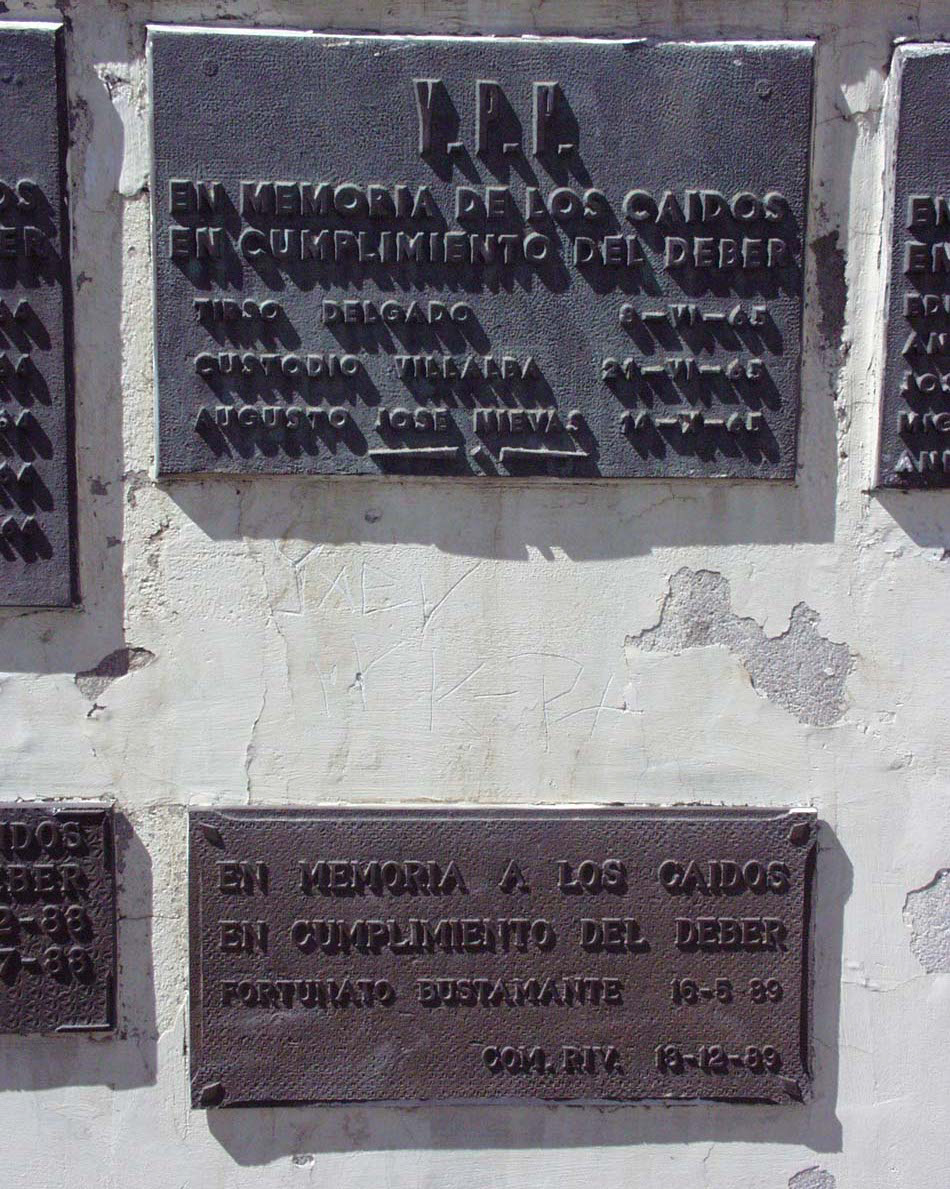 Y.P.F.
EN MEMORIA DE LOS CAIDOS
EN CUMPLIMIENTO DEL DEBER
TIRSO DELGADO 8-VI-65
CUSTODIO VILLALBA 21-VI-65
AUGUSTO JOSE NIEVAS 14-X-65
EN MEMORIA A LOS CAIDOS
EN CUMPLIMIENTO DEL DEBER
FORTUNATO BUSTAMANTE 16-5 89
COM. RIV. 13-12-89